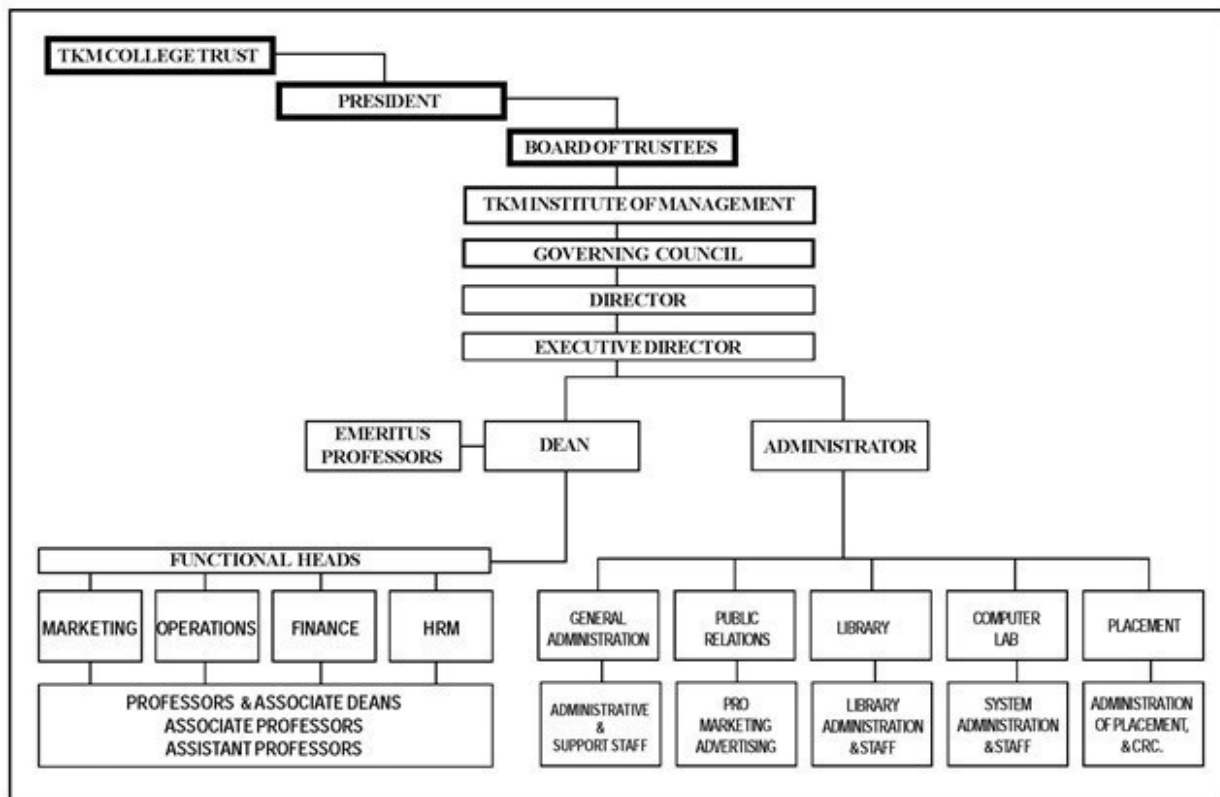 TKM COLLEGE TRUST
PRESIDENT
BOARD OF TRUSTEES
TKM INSTITUTE OF MANAGEMENT
GOVERNING COUNCIL
DIRECTOR
EXECUTIVE DIRECTOR
EMERITUS
PROFESSORS
DEAN
ADMINISTRATOR
FUNCTIONAL HEADS
MARKETING
OPERATIONS
FINANCE
HRM
GENERAL
ADMINISTRATION
PUBLIC
RELATIONS
LIBRARY
COMPUTER
LAB
PLACEMENT
PROFESSORS & ASSOCIATE DEANS
ASSOCIATE PROFESSORS
ASSISTANT PROFESSORS
ADMINISTRATIVE
&
SUPPORT STAFF
PRO
MARKETING
ADVERTISING
LIBRARY
ADMINISTRATION
& STAFF
SYSTEM
ADMINISTRATION
& STAFF
ADMINISTRATION
OF PLACEMENT,
& CRC.